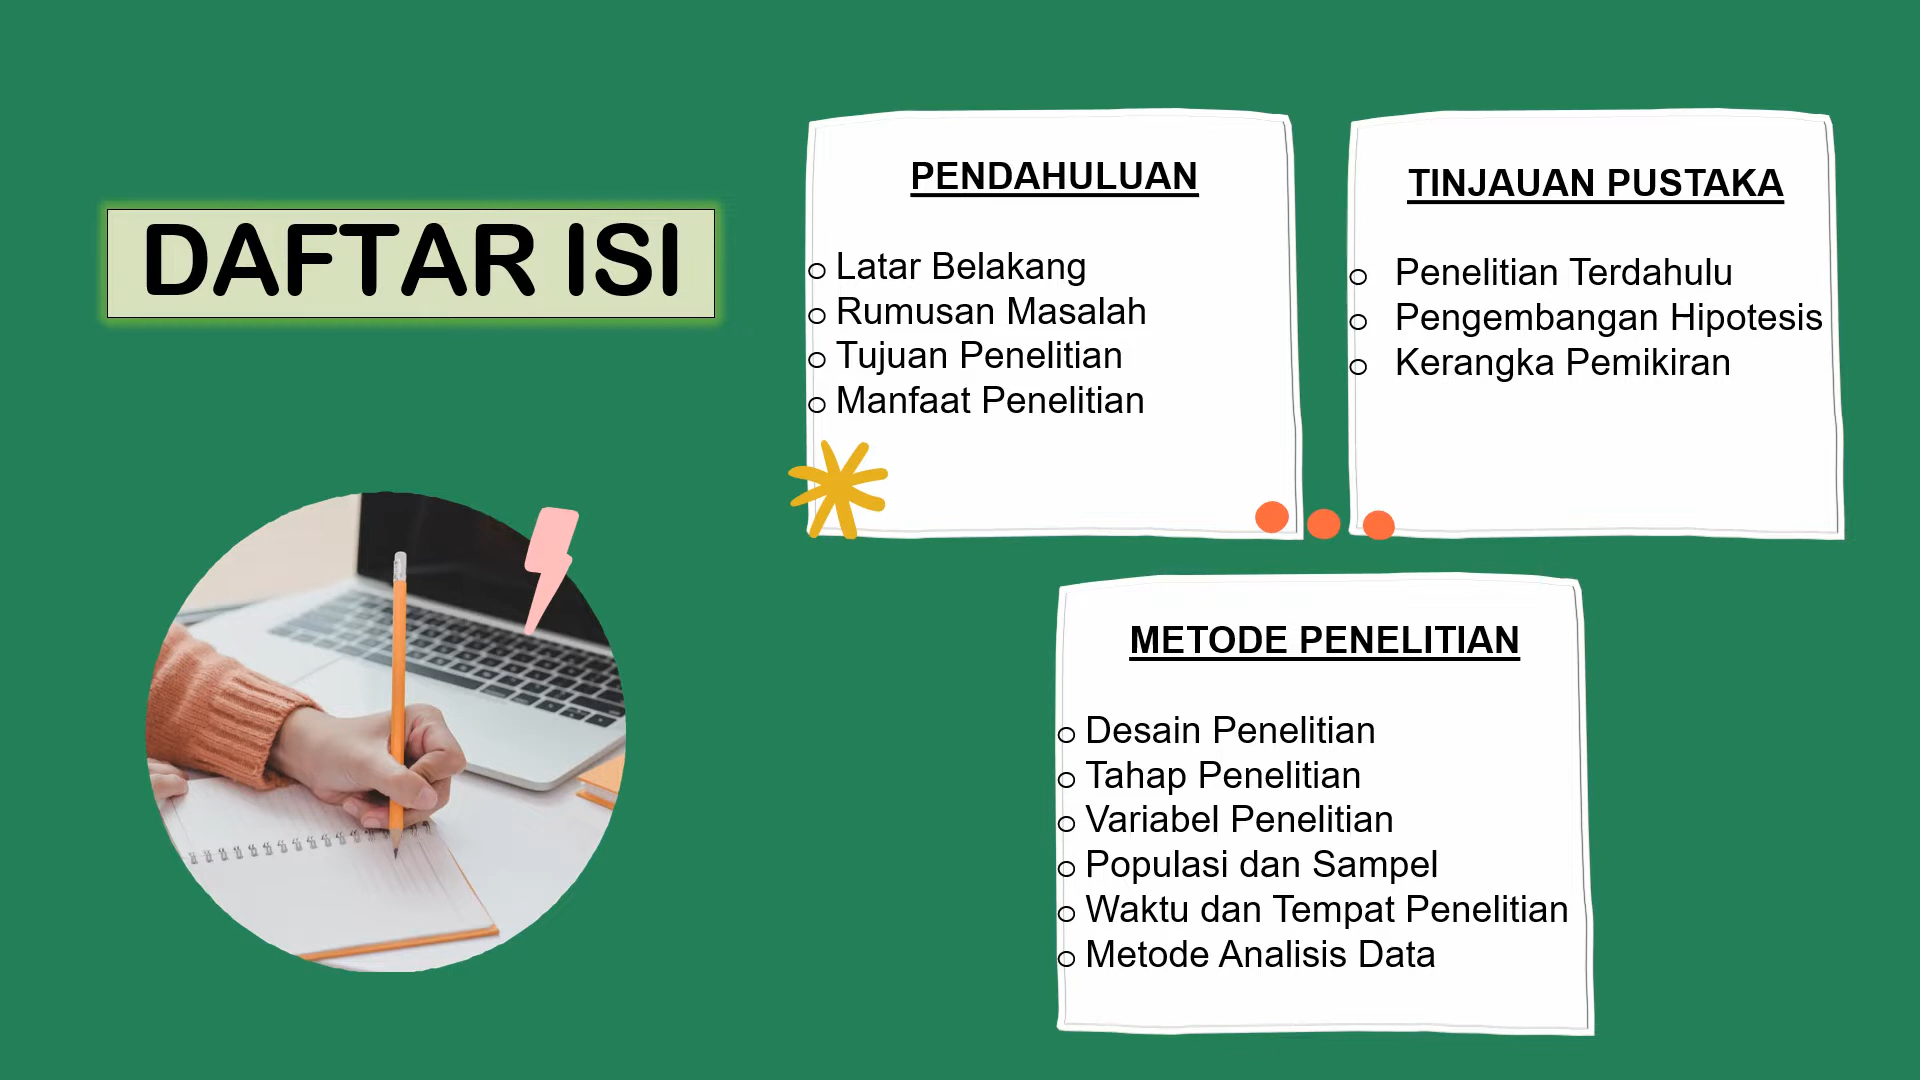 DAFTAR ISI
PENDAHULUAN
Latar Belakang
Rumusan Masalah
Tujuan Penelitian
Manfaat Penelitian
TINJAUAN PUSTAKA
Penelitian Terdahulu
Pengembangan Hipotesis
Kerangka Pemikiran
METODE PENELITIAN
Desain Penelitian
Tahap Penelitian
Variabel Penelitian
Populasi dan Sampel
Waktu dan Tempat Penelitian
Metode Analisis Data